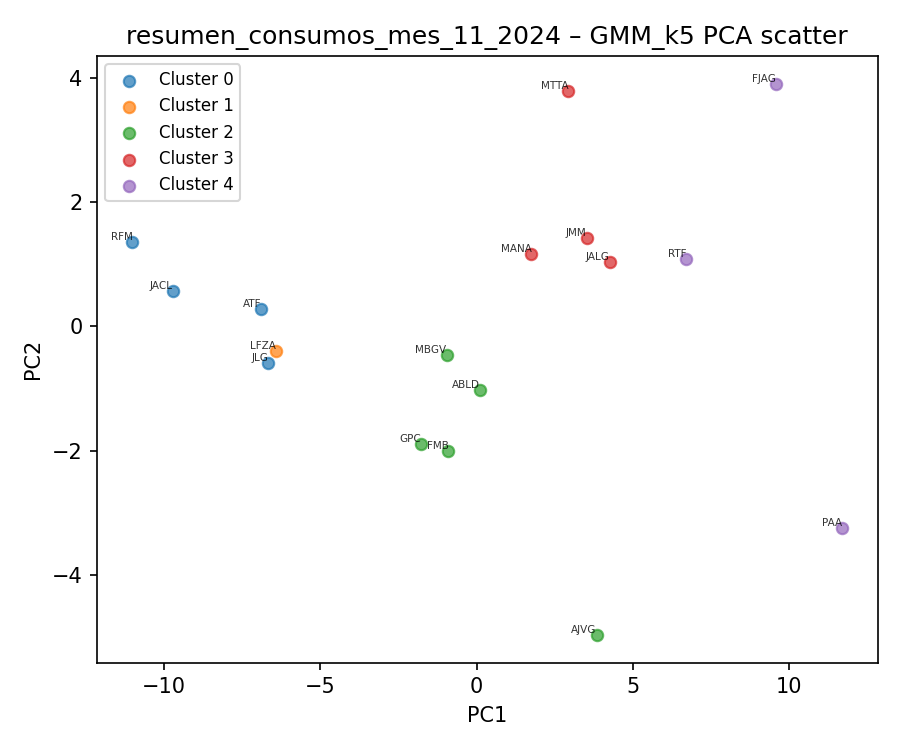 resumen_consumos_mes_11_2024 – GMM_k5 PCA scatter
Cluster 0
Cluster 1
Cluster 2
Cluster 3
Cluster 4
MTTA
FJAG
RFM
JMM
MANA
JALG
RTF
JACL
ATF
LFZA
JLG
MBGV
ABLD
GPC
FMB
PAA
AJVG
4
2
0
−2
−4
PC2
−10
−5
0
5
10
PC1